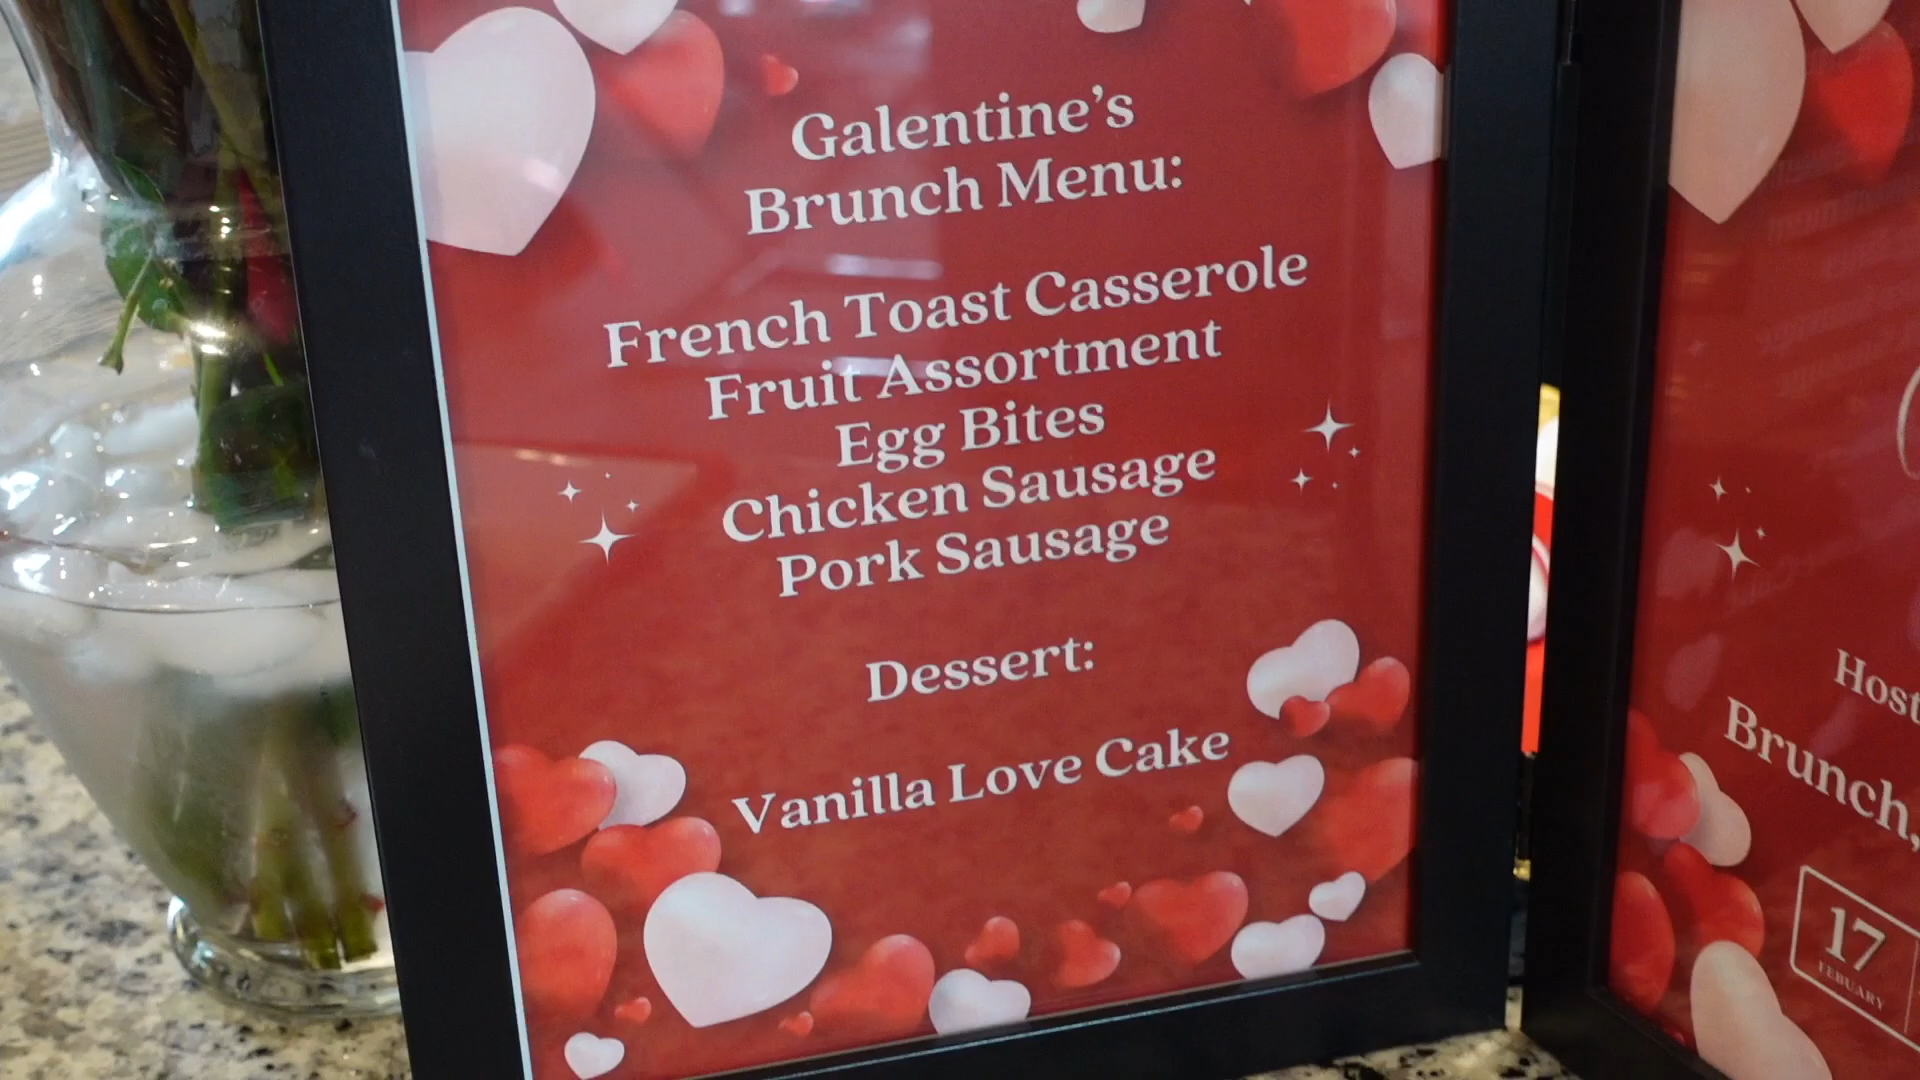 Galentine's
Brunch Menu:
French Toast Casserole
Fruit Assortment
Egg Bites
Chicken Sausage
Pork Sausage
Dessert:
Vanilla Love Cake
Host
Brunch,
17
FEBUARY